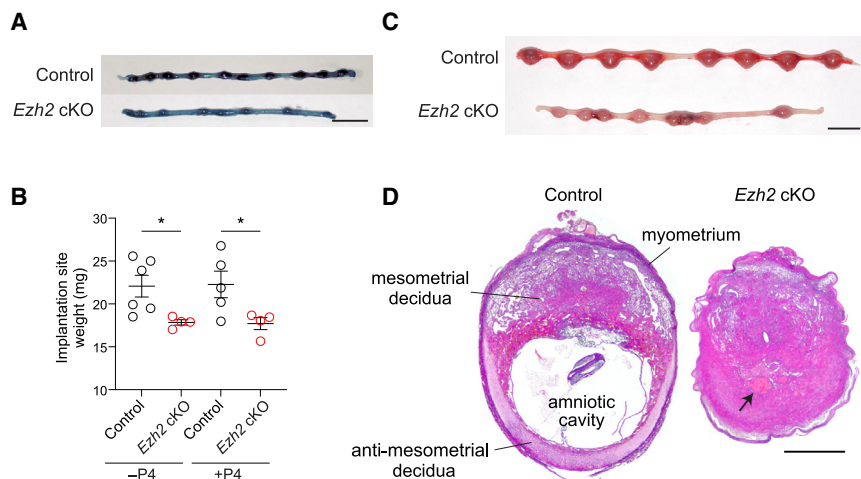 A
Control
Ezh2 cKO
C
Control
Ezh2 cKO
B
Implantation site
weight (mg)
30
25
20
15
10
*
*
Control
Ezh2 cKO
Control
Ezh2 cKO
–P4
+P4
D
Control
Ezh2 cKO
myometrium
mesometrial
decidua
amniotic
cavity
anti-mesometrial
decidua